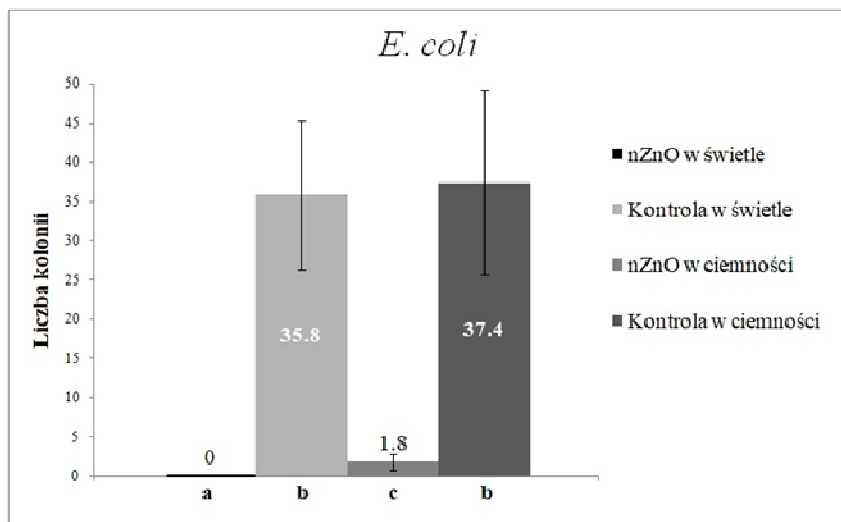 E. coli
Liczba kolonii
50
45
40
35
30
25
20
15
10
5
0
0
35.8
1.8
37.4
a b c b
nZnO w świetle
Kontrola w świetle
nZnO w ciemności
Kontrola w ciemności